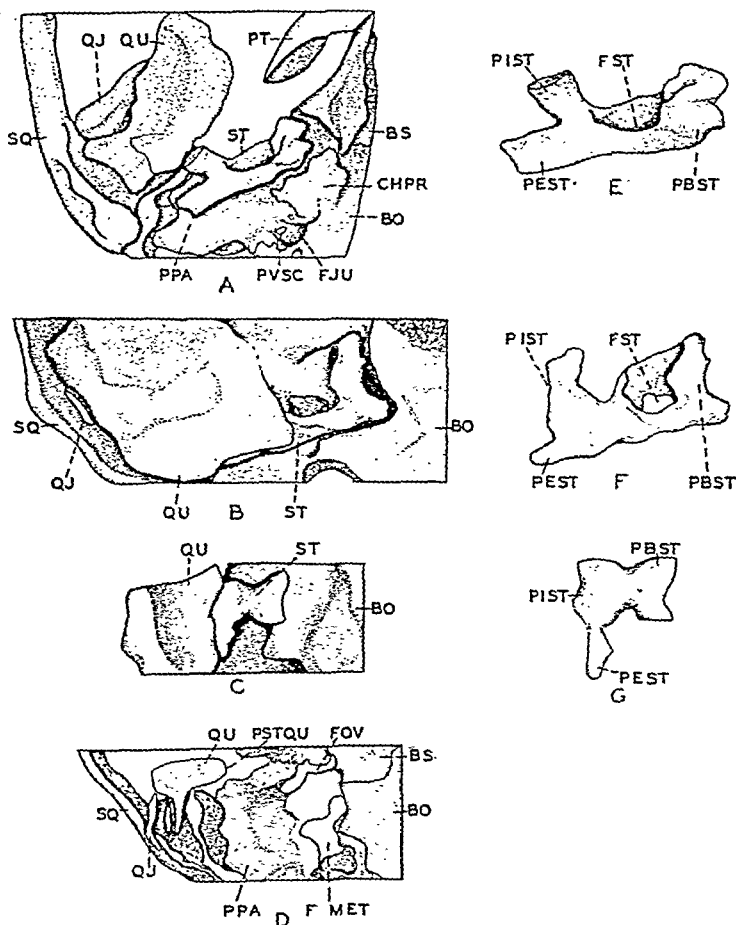 QJ QU PT
SQ ST BS
CHPR
BO
PPA PVSC FJU
A
PIST FST
PEST. E PBST
SQ BO
QJ
QU B ST
PIST FST
PEST F PBST
QU ST
BO
C
PBST
PIST
PEST
G
QU PSTQU FOV
BS
SQ BO
QJ
PPA F MET
D